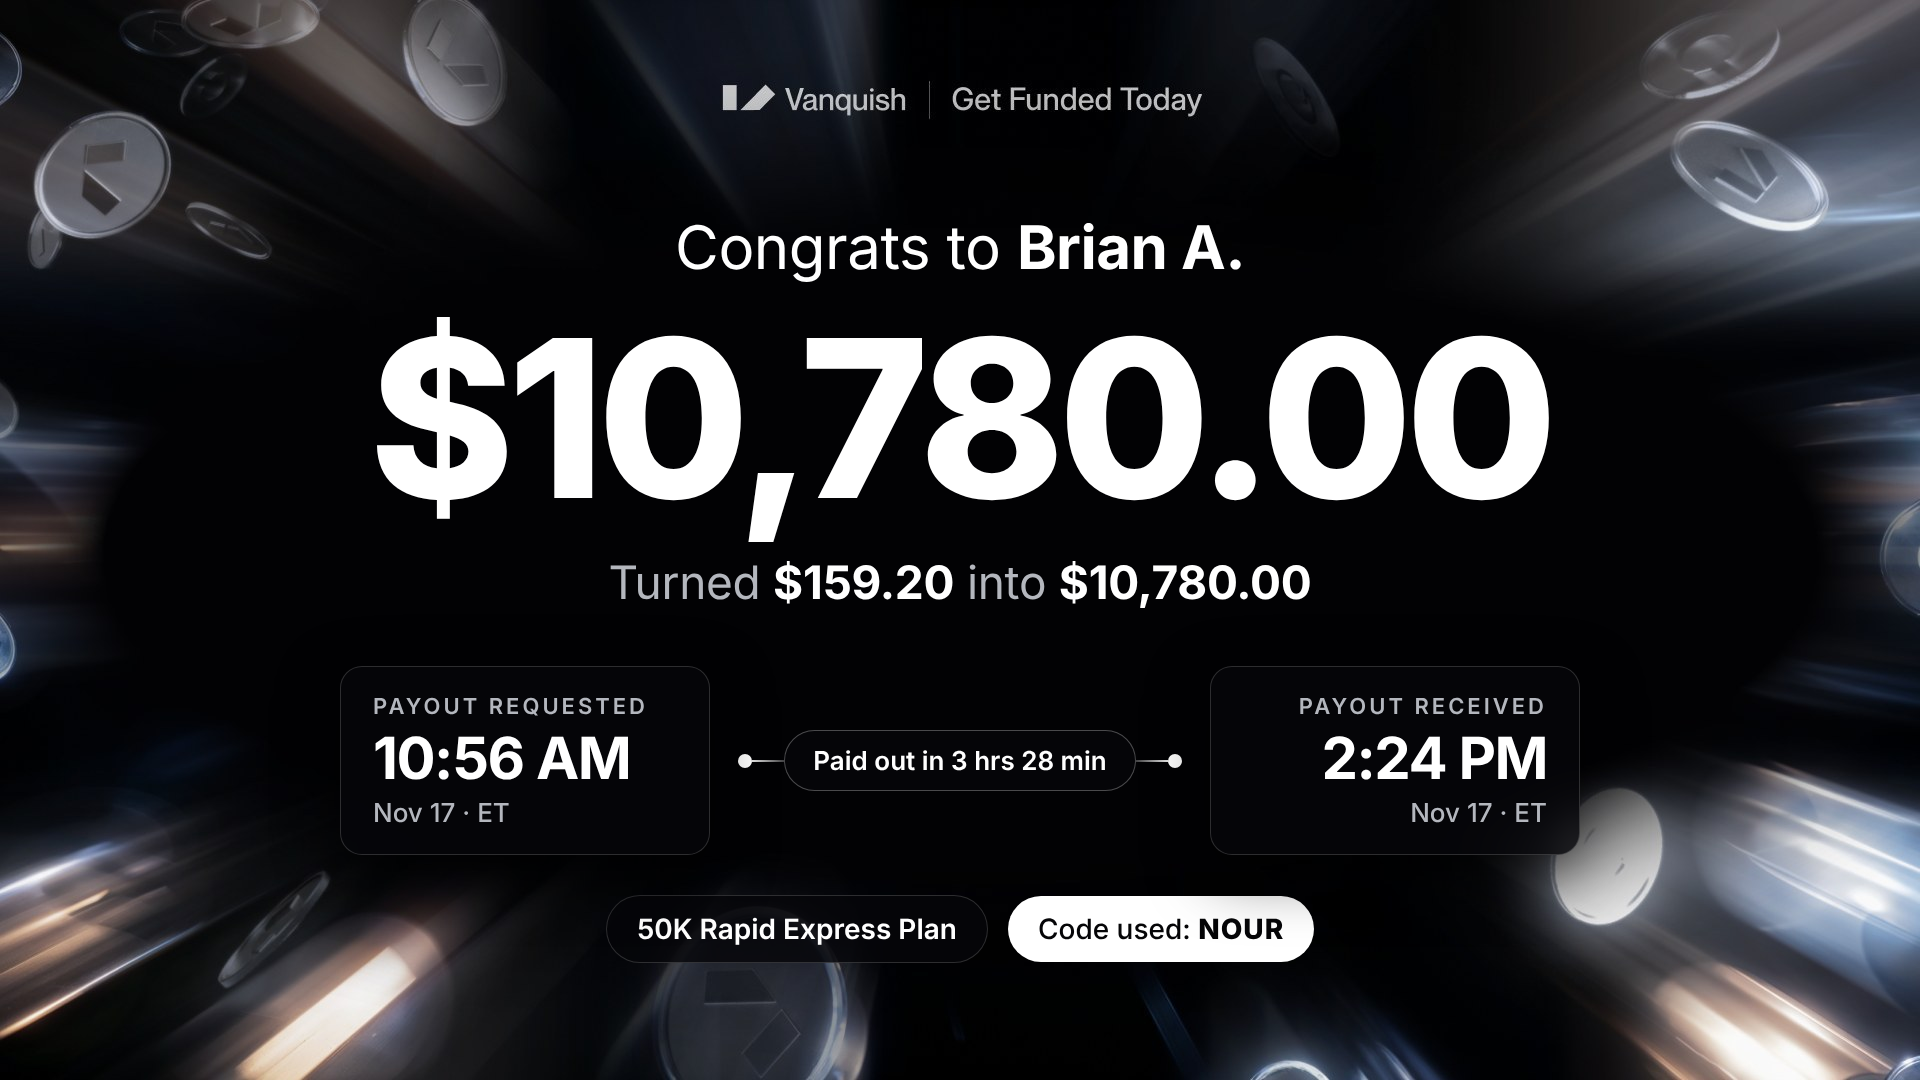 Vanquish | Get Funded Today
Congrats to Brian A.
$10,780.00
Turned $159.20 into $10,780.00
PAYOUT REQUESTED
10:56 AM
Nov 17 · ET
Paid out in 3 hrs 28 min
PAYOUT RECEIVED
2:24 PM
Nov 17 · ET
50K Rapid Express Plan
Code used: NOUR